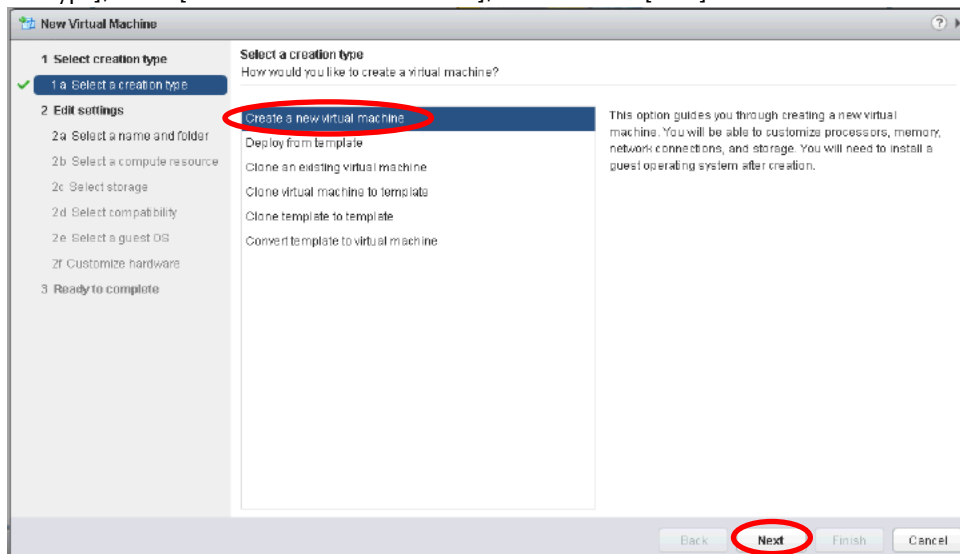 New Virtual Machine
?
1 Select creation type
1a Select a creation type
2 Edit settings
2a Select a name and folder
2b Select a compute resource
2c Select storage
2d Select compatibility
2e Select a guest OS
2f Customize hardware
3 Ready to complete
Select a creation type
How would you like to create a virtual machine?
Create a new virtual machine
Deploy from template
Clone an existing virtual machine
Clone virtual machine to template
Clone template to template
Convert template to virtual machine
This option guides you through creating a new virtual
machine. You will be able to customize processors, memory,
network connections, and storage. You will need to install a
guest operating system after creation.
Back Next Finish Cancel